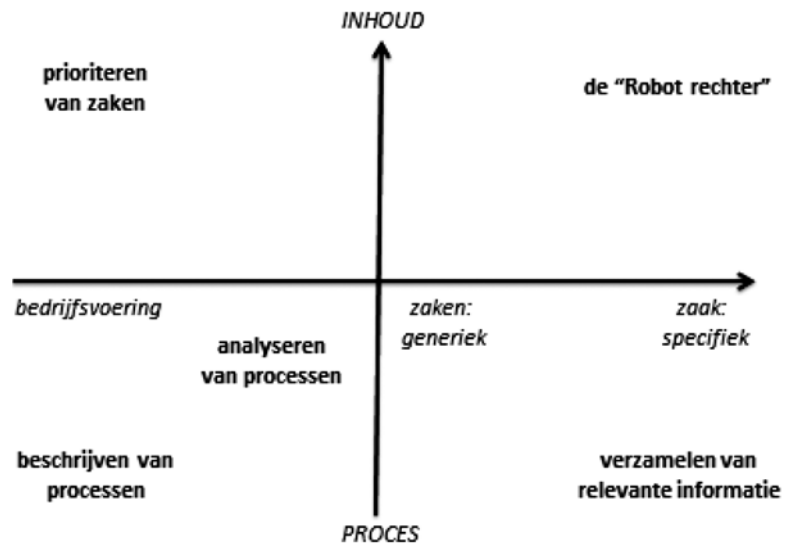 INHOUD
prioriteren
van zaken
de “Robot rechter”
bedrijfsvoering
zaken:
generiek
zaak:
specifiek
analyseren
van processen
beschrijven van
processen
verzamelen van
relevante informatie
PROCES